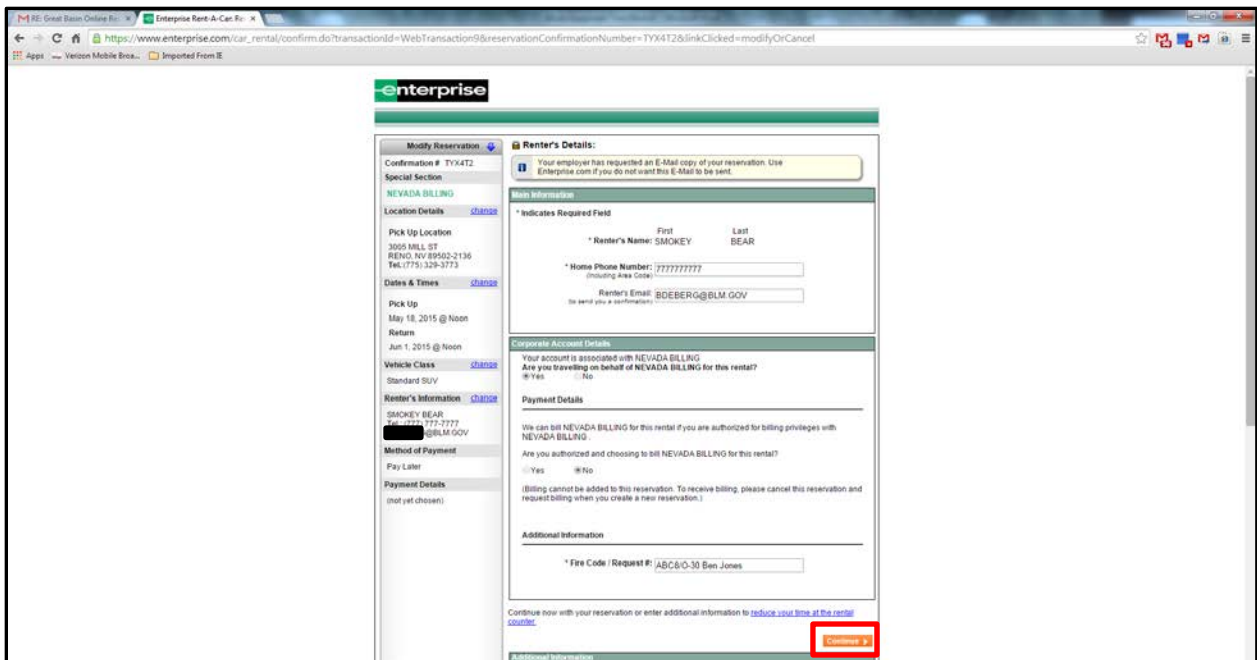 RE: Great Basin Online Re
Enterprise Rent-A-Car: Re
https://www.enterprise.com/car_rental/confirm.do?transactionId=WebTransaction9&reservationConfirmationNumber=TYX4T2&linkClicked=modifyOrCancel
Apps Verizon Mobile Broa... Imported From IE
enterprise
Modify Reservation
Confirmation # TYX4T2
Special Section
NEVADA BILLING
Location Details change
Pick Up Location
3005 MILL ST
RENO, NV 89502-2136
Tel.:(775) 329-3773
Dates & Times change
Pick Up
May 18, 2015 @ Noon
Return
Jun 1, 2015 @ Noon
Vehicle Class change
Standard SUV
Renter's Information change
SMOKEY BEAR
Tel.: (777) 777-7777
@BLM.GOV
Method of Payment
Pay Later
Payment Details
(not yet chosen)
Renter's Details:
Your employer has requested an E-Mail copy of your reservation. Use
Enterprise.com if you do not want this E-Mail to be sent.
Main Information
* Indicates Required Field
First Last
* Renter's Name: SMOKEY BEAR
* Home Phone Number: 7777777777
(Including Area Code)
Renter's Email: BDEBERG@BLM.GOV
(to send you a confirmation)
Corporate Account Details
Your account is associated with NEVADA BILLING
Are you travelling on behalf of NEVADA BILLING for this rental?
Yes No
Payment Details
We can bill NEVADA BILLING for this rental if you are authorized for billing privileges with
NEVADA BILLING .
Are you authorized and choosing to bill NEVADA BILLING for this rental?
Yes No
(Billing cannot be added to this reservation. To receive billing, please cancel this reservation and
request billing when you create a new reservation.)
Additional Information
* Fire Code / Request #: ABC8/O-30 Ben Jones
Continue now with your reservation or enter additional information to reduce your time at the rental
counter.
Continue
Additional Information